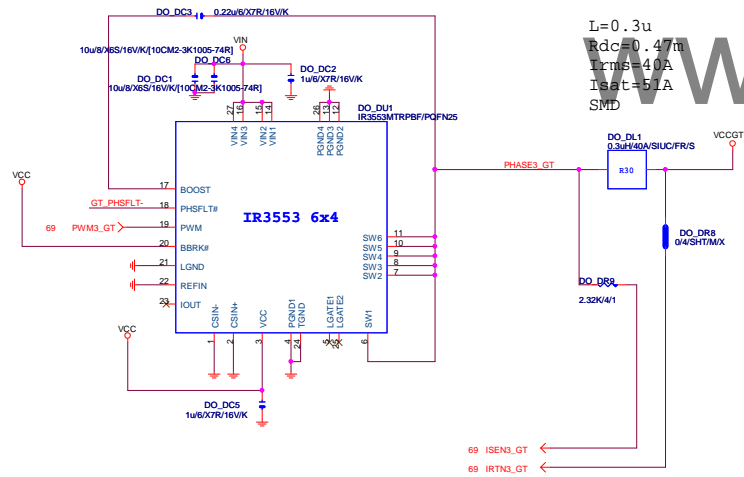 DO_DC3 0.22u/6/X7R/16V/K
L=0.3u
Rdc=0.47m
Irms=40A
Isat=51A
SMD
WW
10u/8/X6S/16V/K/[10CM2-3K1005-74R]
VIN
DO_DC6
DO_DC1
10u/8/X6S/16V/K/[10CM2-3K1005-74R]
DO_DC2
1u/6/X7R/16V/K
DO_DU1
IR3553MTRPBF/PQFN25
27 16 15 14
26 13 12
VIN4 VIN3 VIN2 VIN1
PGND4 PGND3 PGND2
DO_DL1
0.3uH/40A/SIUC/FR/S
VCCGT
PHASE3_GT
R30
VCC
17 BOOST
GT_PHSFLT- 18 PHSFLT#
69 PWM3_GT 19 PWM
IR3553 6x4
20 BBRK#
21 LGND
22 REFIN
23 IOUT
SW6 11
SW5 10
SW4 9
SW3 8
SW2 7
DO_DR8
0/4/SHT/M/X
DO_DR9
2.32K/4/1
CSIN- CSIN+ VCC PGND1 TGND LGATE1 LGATE2 SW1
1 2 3 4 24 5 25 6
VCC
DO_DC5
1u/6/X7R/16V/K
69 ISEN3_GT
69 IRTN3_GT